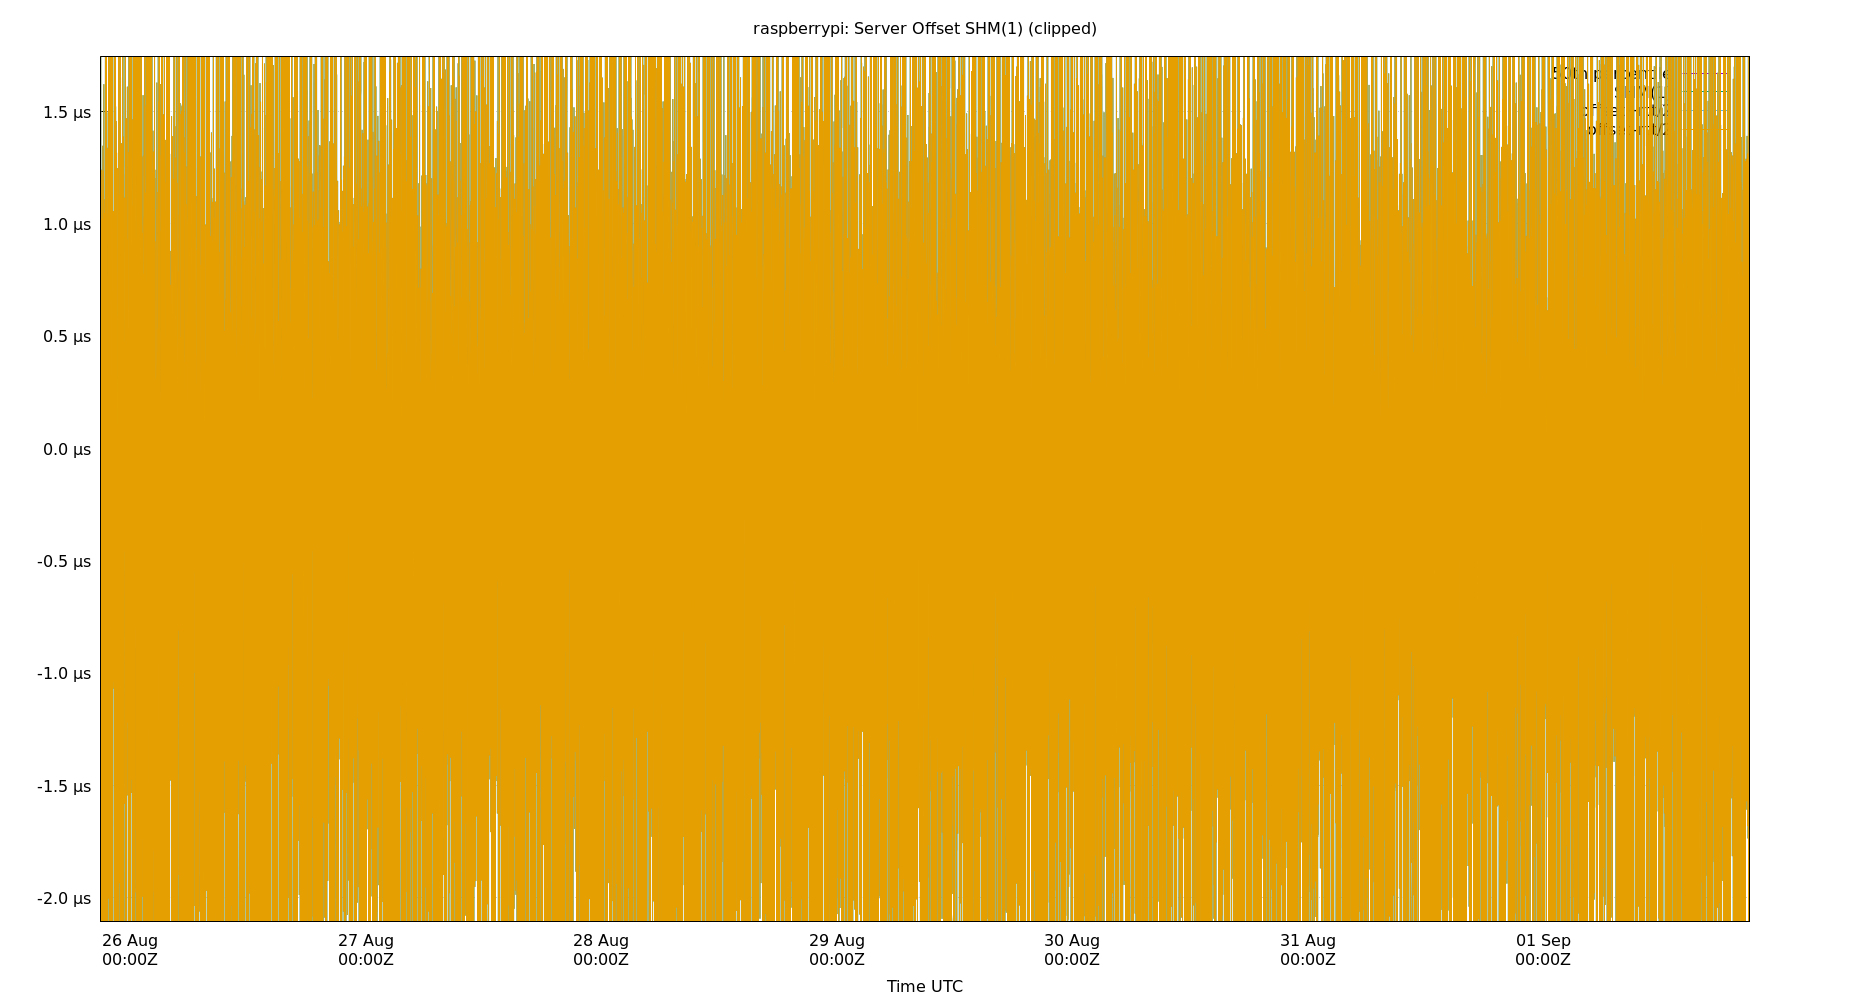 raspberrypi: Server Offset SHM(1) (clipped)
1.5 µs
1.0 µs
0.5 µs
0.0 µs
-0.5 µs
-1.0 µs
-1.5 µs
-2.0 µs
26 Aug
00:00Z
27 Aug
00:00Z
28 Aug
00:00Z
29 Aug
00:00Z
30 Aug
00:00Z
31 Aug
00:00Z
01 Sep
00:00Z
Time UTC